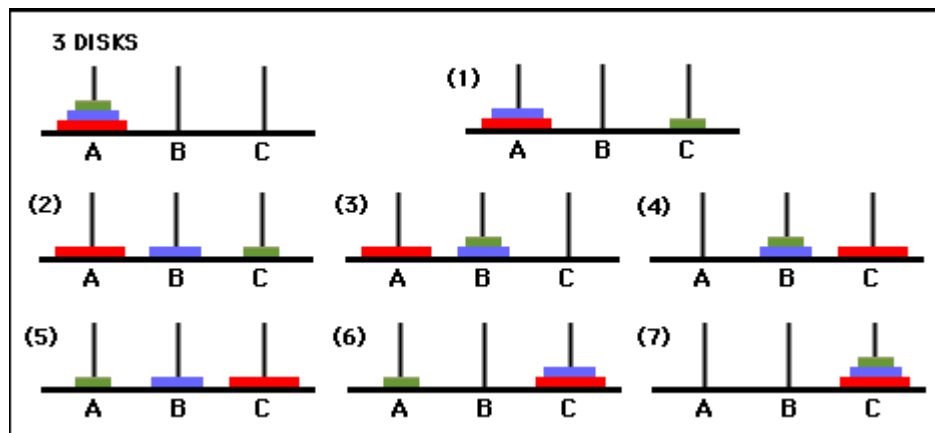 3 DISKS
A B C
(1)
A B C
(2)
A B C
(3)
A B C
(4)
A B C
(5)
A B C
(6)
A B C
(7)
A B C